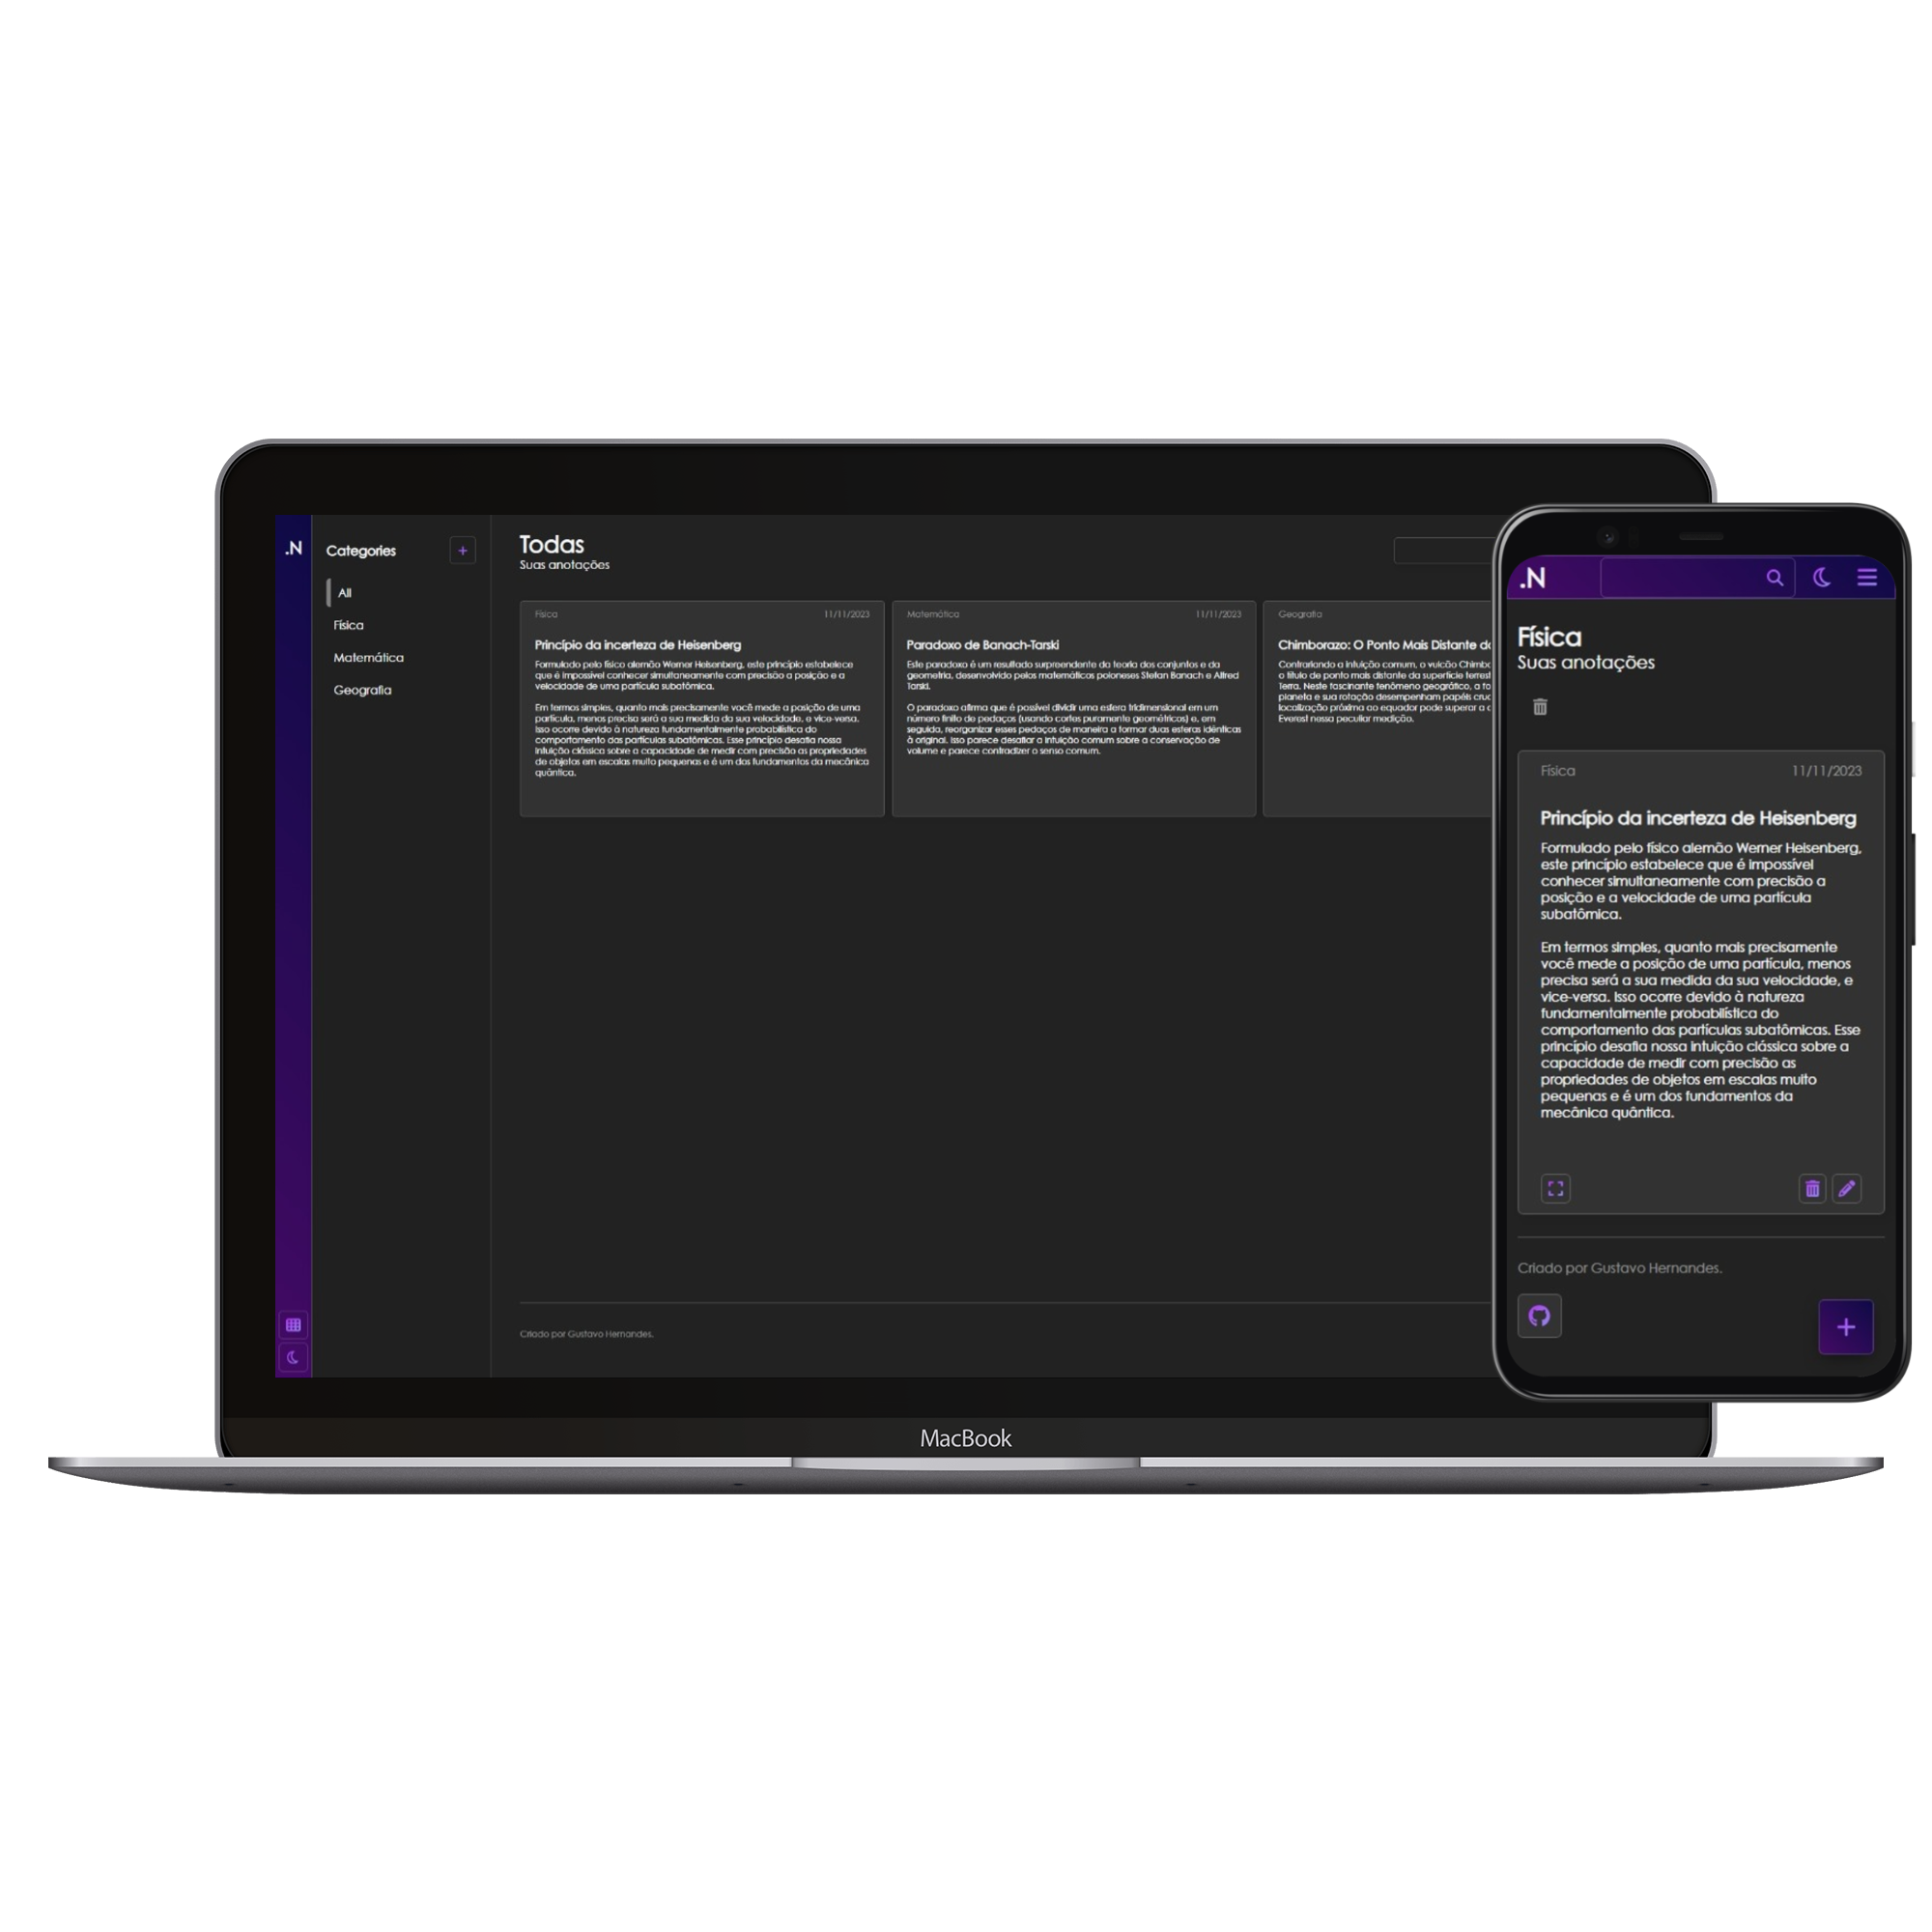 .N
Categories
+
All
Física
Matemática
Geografia
Todas
Suas anotações
Física 11/11/2023
Princípio da incerteza de Heisenberg
Formulado pelo físico alemão Werner Heisenberg, este princípio estabelece
que é impossível conhecer simultaneamente com precisão a posição e a
velocidade de uma partícula subatômica.
Em termos simples, quanto mais precisamente você mede a posição de uma
partícula, menos precisa será a sua medida da sua velocidade, e vice-versa.
Isso ocorre devido à natureza fundamentalmente probabilística do
comportamento das partículas subatômicas. Esse princípio desafia nossa
intuição clássica sobre a capacidade de medir com precisão as propriedades
de objetos em escalas muito pequenas e é um dos fundamentos da mecânica
quântica.
Matemática 11/11/2023
Paradoxo de Banach-Tarski
Este paradoxo é um resultado surpreendente da teoria dos conjuntos e da
geometria, desenvolvido pelos matemáticos poloneses Stefan Banach e Alfred
Tarski.
O paradoxo afirma que é possível dividir uma esfera tridimensional em um
número finito de pedaços (usando cortes puramente geométricos) e, em
seguida, reorganizar esses pedaços de maneira a formar duas esferas idênticas
à original. Isso parece desafiar a intuição comum sobre a conservação de
volume e parece contradizer o senso comum.
Geografia
Chimborazo: O Ponto Mais Distante
Contrariando a intuição comum, o vulcão
o título de ponto mais distante da superfície
Terra. Neste fascinante fenômeno geográfico, a
planeta e sua rotação desempenham papéis
localização próxima ao equador pode superar a
Everest nessa peculiar medição.
Criado por Gustavo Hernandes.
MacBook
.N
Física
Suas anotações
Física 11/11/2023
Princípio da incerteza de Heisenberg
Formulado pelo físico alemão Werner Heisenberg,
este princípio estabelece que é impossível
conhecer simultaneamente com precisão a
posição e a velocidade de uma partícula
subatômica.
Em termos simples, quanto mais precisamente
você mede a posição de uma partícula, menos
precisa será a sua medida da sua velocidade, e
vice-versa. Isso ocorre devido à natureza
fundamentalmente probabilística do
comportamento das partículas subatômicas. Esse
princípio desafia nossa intuição clássica sobre a
capacidade de medir com precisão as
propriedades de objetos em escalas muito
pequenas e é um dos fundamentos da
mecânica quântica.
Criado por Gustavo Hernandes.
+